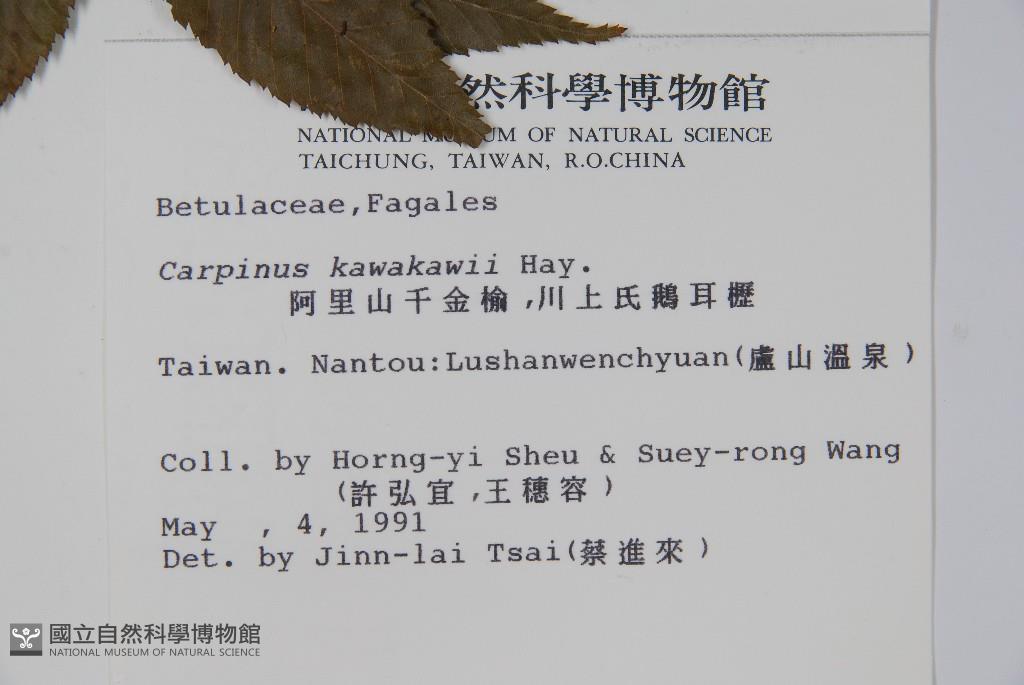 然科學博物館
NATIONAL MUSEUM OF NATURAL SCIENCE
TAICHUNG, TAIWAN, R.O.CHINA
Betulaceae,Fagales
Carpinus kawakawii Hay.
阿里山千金榆,川上氏鵝耳櫪
Taiwan. Nantou:Lushanwenchyuan(盧山溫泉)
Coll. by Horng-yi Sheu & Suey-rong Wang
(許弘宜,王穗容)
May , 4, 1991
Det. by Jinn-lai Tsai(蔡進來)
國立自然科學博物館
NATIONAL MUSEUM OF NATURAL SCIENCE